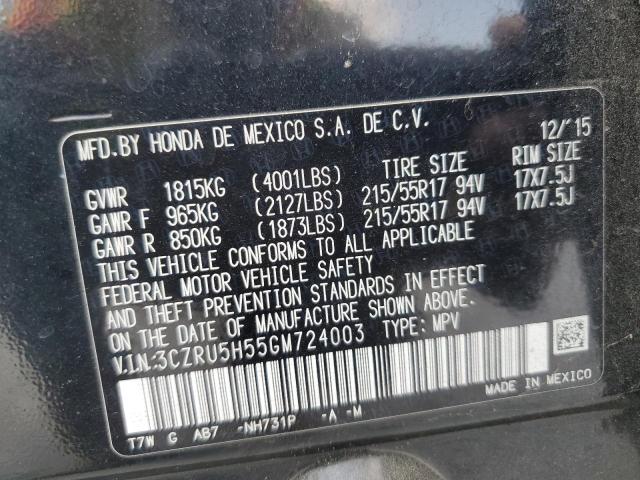 MFD.BY HONDA DE MEXICO S.A. DE C.V. 12/'15
TIRE SIZE RIM SIZE
GVWR 1815KG (4001LBS)
GAWR F 965KG (2127LBS) 215/55R17 94V 17X7.5J
GAWR R 850KG (1873LBS) 215/55R17 94V 17X7.5J
THIS VEHICLE CONFORMS TO ALL APPLICABLE
FEDERAL MOTOR VEHICLE SAFETY
AND THEFT PREVENTION STANDARDS IN EFFECT
ON THE DATE OF MANUFACTURE SHOWN ABOVE.
V.I.N:3CZRU5H55GM724003 TYPE: MPV
MADE IN MEXICO
T7W G AB7 -NH731P -A -M